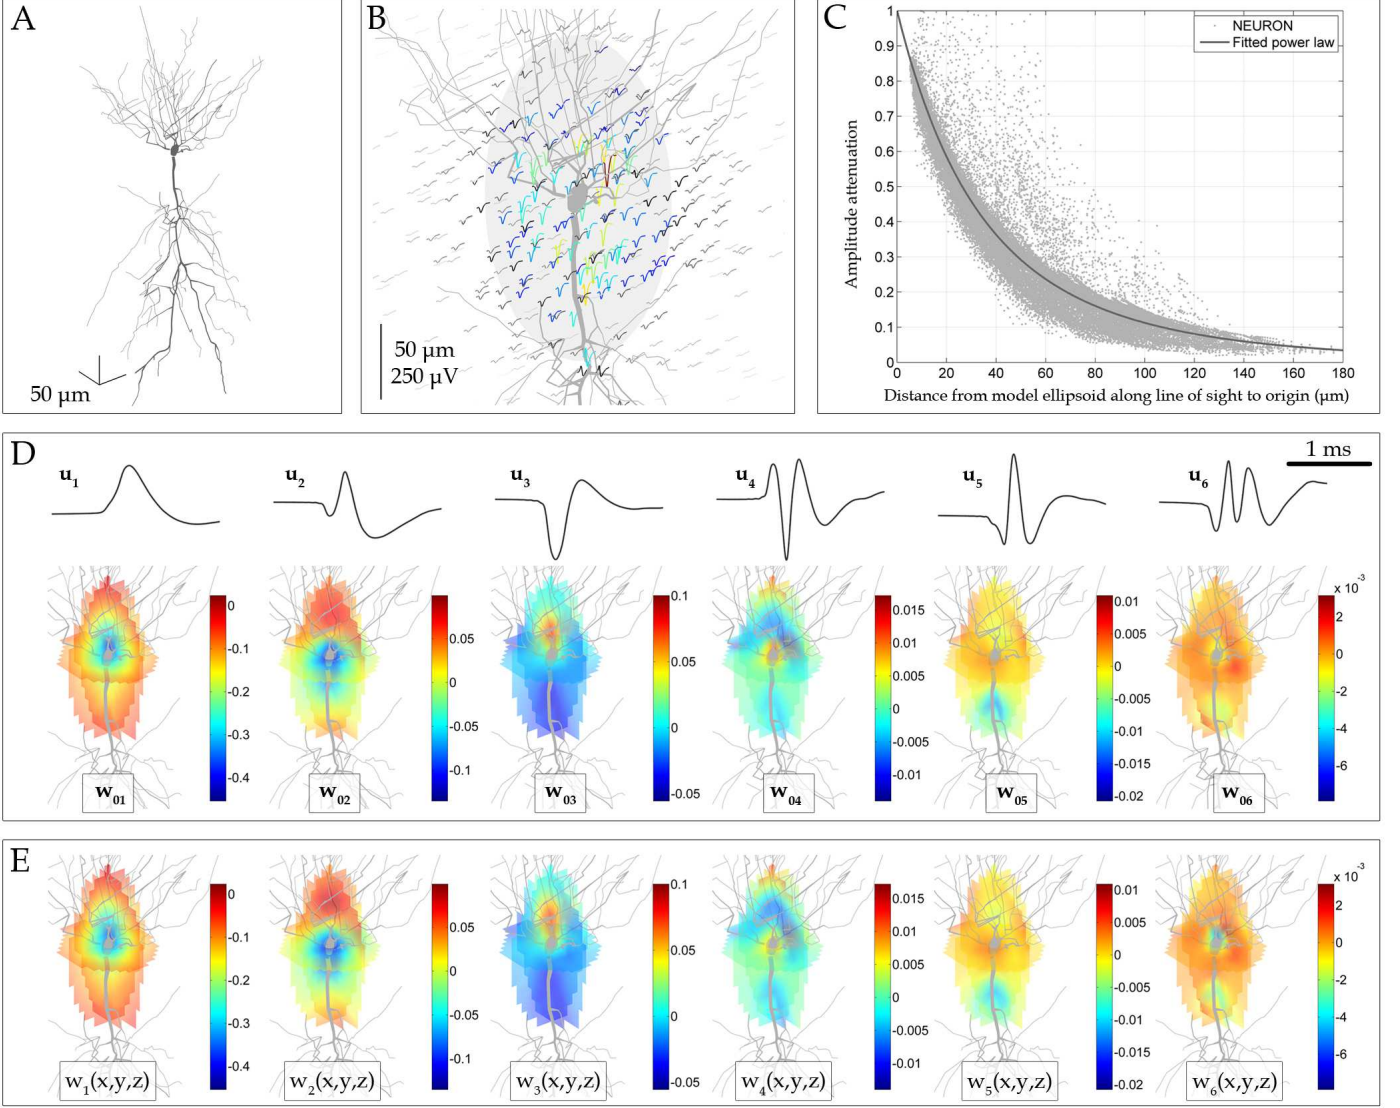 A
50 µm
B
50 µm
250 µV
C
NEURON
Fitted power law
1
0.9
0.8
0.7
0.6
0.5
0.4
0.3
0.2
0.1
0
Amplitude attenuation
0 20 40 60 80 100 120 140 160 180
Distance from model ellipsoid along line of sight to origin (µm)
D
1 ms
u1 u2 u3 u4 u5 u6
0
-0.1
-0.2
-0.3
-0.4
w01
0.05
0
-0.05
-0.1
w02
0.1
0.05
0
-0.05
w03
0.015
0.01
0.005
0
-0.005
-0.01
w04
0.01
0.005
0
-0.005
-0.01
-0.015
-0.02
w05
x 10-3
2
0
-2
-4
-6
w06
E
0
-0.1
-0.2
-0.3
-0.4
w1(x,y,z)
0.05
0
-0.05
-0.1
w2(x,y,z)
0.1
0.05
0
-0.05
w3(x,y,z)
0.015
0.01
0.005
0
-0.005
-0.01
w4(x,y,z)
0.01
0.005
0
-0.005
-0.01
-0.015
-0.02
w5(x,y,z)
x 10-3
2
0
-2
-4
-6
w6(x,y,z)